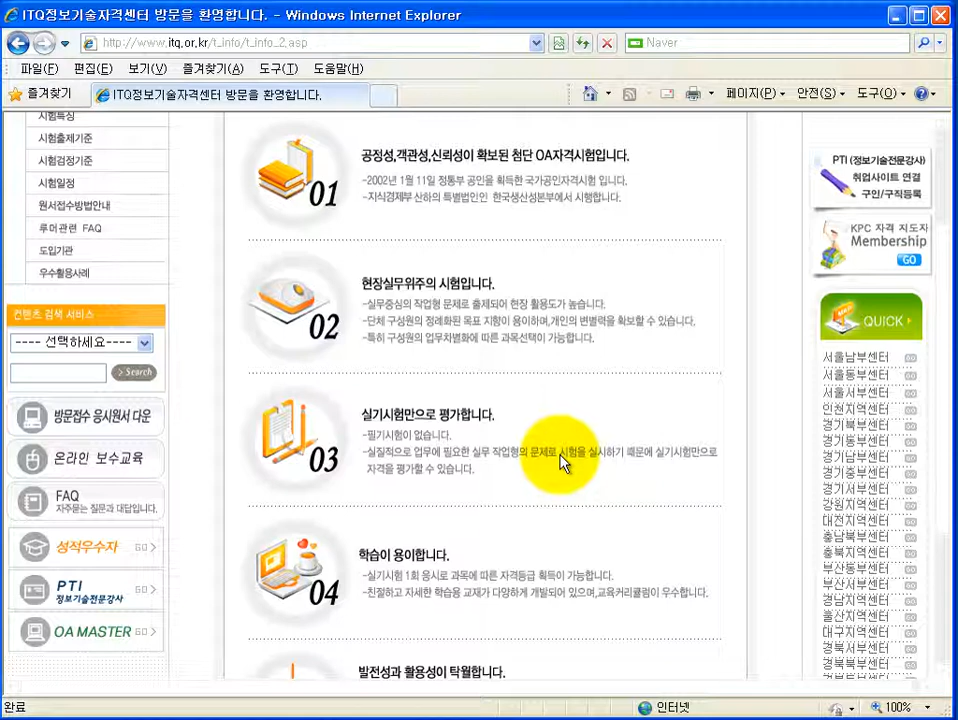 ITQ정보기술자격센터 방문을 환영합니다. - Windows Internet Explorer
http://www.itq.or.kr/t_info/t_info_2.asp
Naver
파일(F) 편집(E) 보기(V) 즐겨찾기(A) 도구(T) 도움말(H)
즐겨찾기
ITQ정보기술자격센터 방문을 환영합니다.
페이지(P) 안전(S) 도구(O)
시험특징
시험출제기준
시험검정기준
시험일정
원서접수방법안내
루머관련 FAQ
도입기관
우수활용사례
컨텐츠 검색 서비스
---- 선택하세요----
> Search
방문접수 응시원서 다운
온라인 보수교육
FAQ
자주묻는 질문과 대답입니다.
성적우수자 GO >
PTI
정보기술전문강사
GO >
OA MASTER GO >
01
공정성,객관성,신뢰성이 확보된 첨단 OA자격시험입니다.
-2002년 1월 11일 정통부 공인을 획득한 국가공인자격시험 입니다.
-지식경제부 산하의 특별법인인 한국생산성본부에서 시행합니다.
02
현장실무위주의 시험입니다.
-실무중심의 작업형 문제로 출제되어 현장 활용도가 높습니다.
-단체 구성원의 정례화된 목표 지향이 용이하며,개인의 변별력을 확보할 수 있습니다.
-특히 구성원의 업무차별화에 따른 과목선택이 가능합니다.
03
실기시험만으로 평가합니다.
-필기시험이 없습니다.
-실질적으로 업무에 필요한 실무 작업형의 문제로 시험을 실시하기 때문에 실기시험만으로
자격을 평가할 수 있습니다.
04
학습이 용이합니다.
-실기시험 1회 응시로 과목에 따른 자격등급 획득이 가능합니다.
-친절하고 자세한 학습용 교재가 다양하게 개발되어 있으며,교육커리큘럼이 우수합니다.
발전성과 활용성이 탁월합니다.
PTI (정보기술전문강사)
취업사이트 연결
구인/구직등록
KPC 자격 지도자
Membership
GO
QUICK
서울남부센터
서울동부센터
서울서부센터
인천지역센터
경기북부센터
경기동부센터
경기남부센터
경기중부센터
경기서부센터
강원지역센터
대전지역센터
충남북부센터
충북지역센터
부산동부센터
부산서부센터
경남지역센터
울산지역센터
대구지역센터
경북서부센터
경북북부센터
완료
인터넷
100%